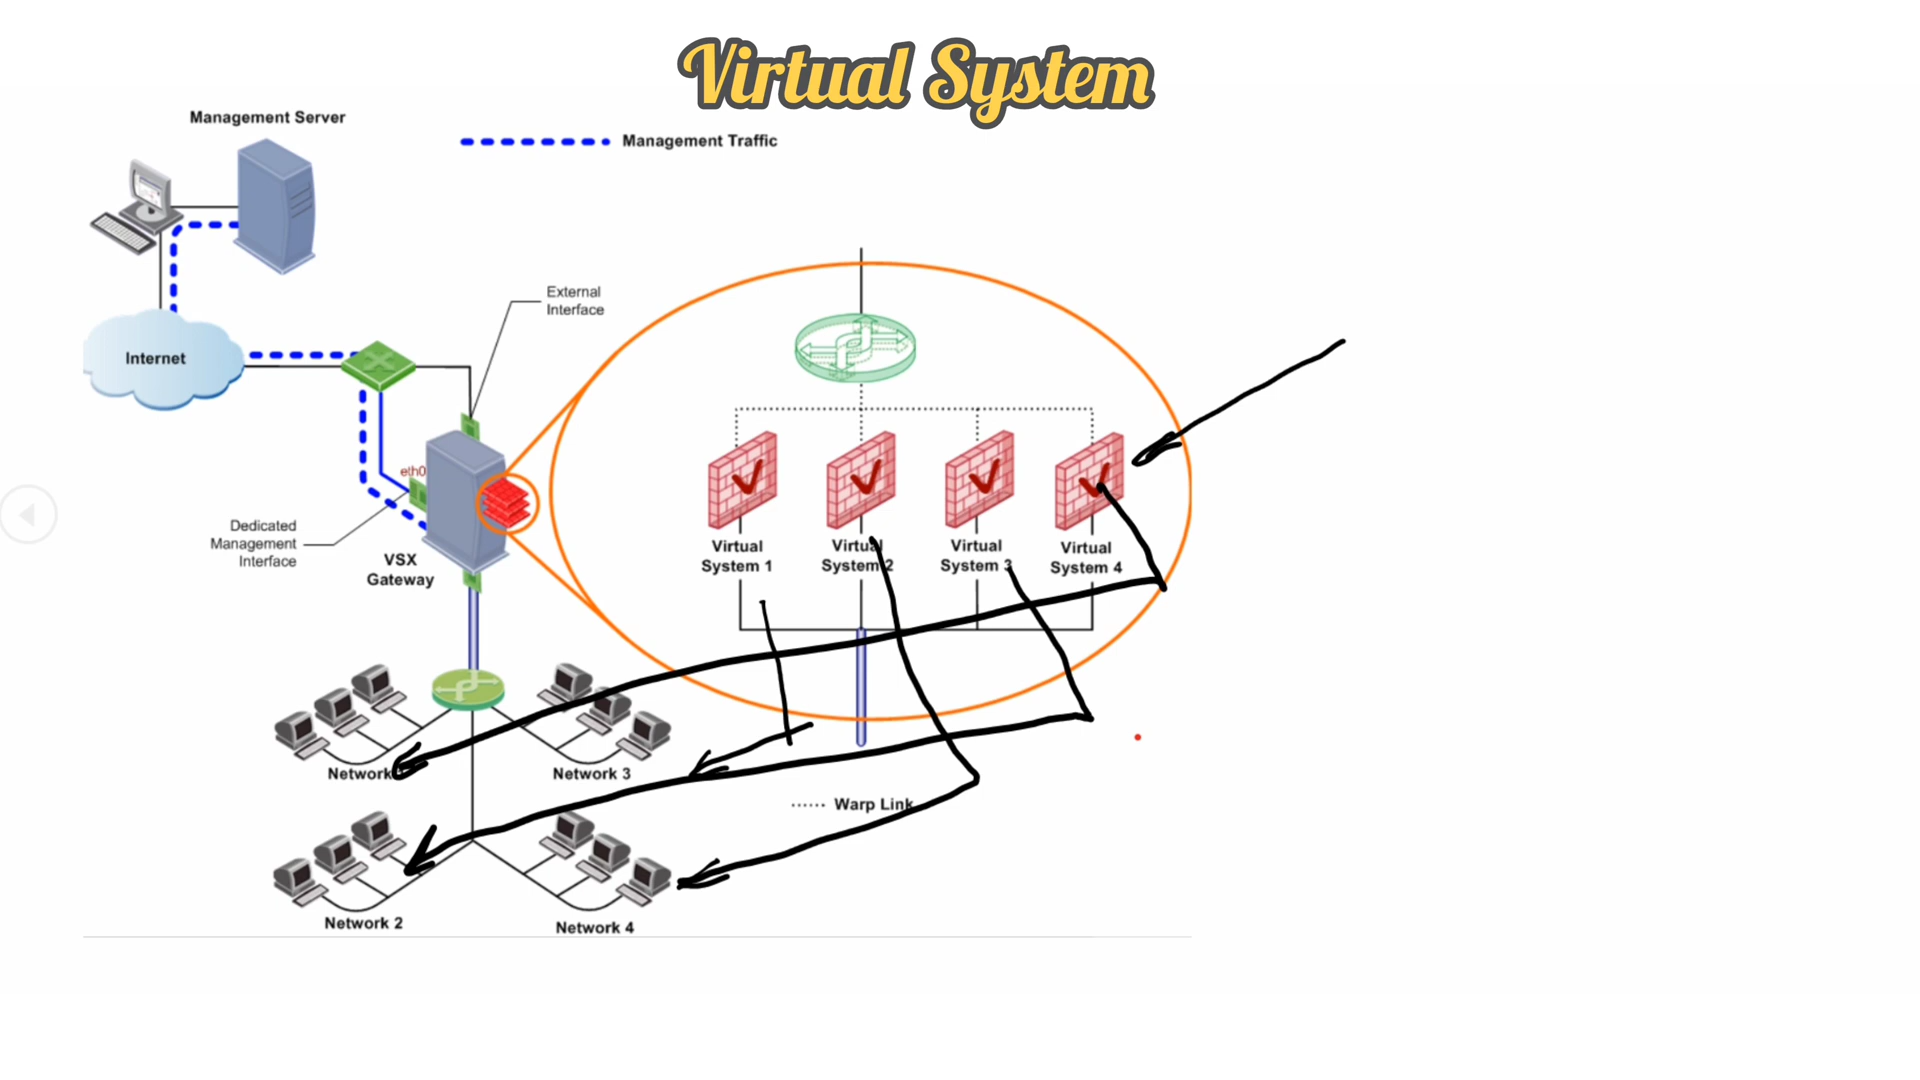 Virtual System
Management Server
Management Traffic
External
Interface
Internet
eth0
Dedicated
Management
Interface
VSX
Gateway
Virtual
System 1
Virtual
System 2
Virtual
System 3
Virtual
System 4
Network
Network 3
Warp Link
Network 2
Network 4